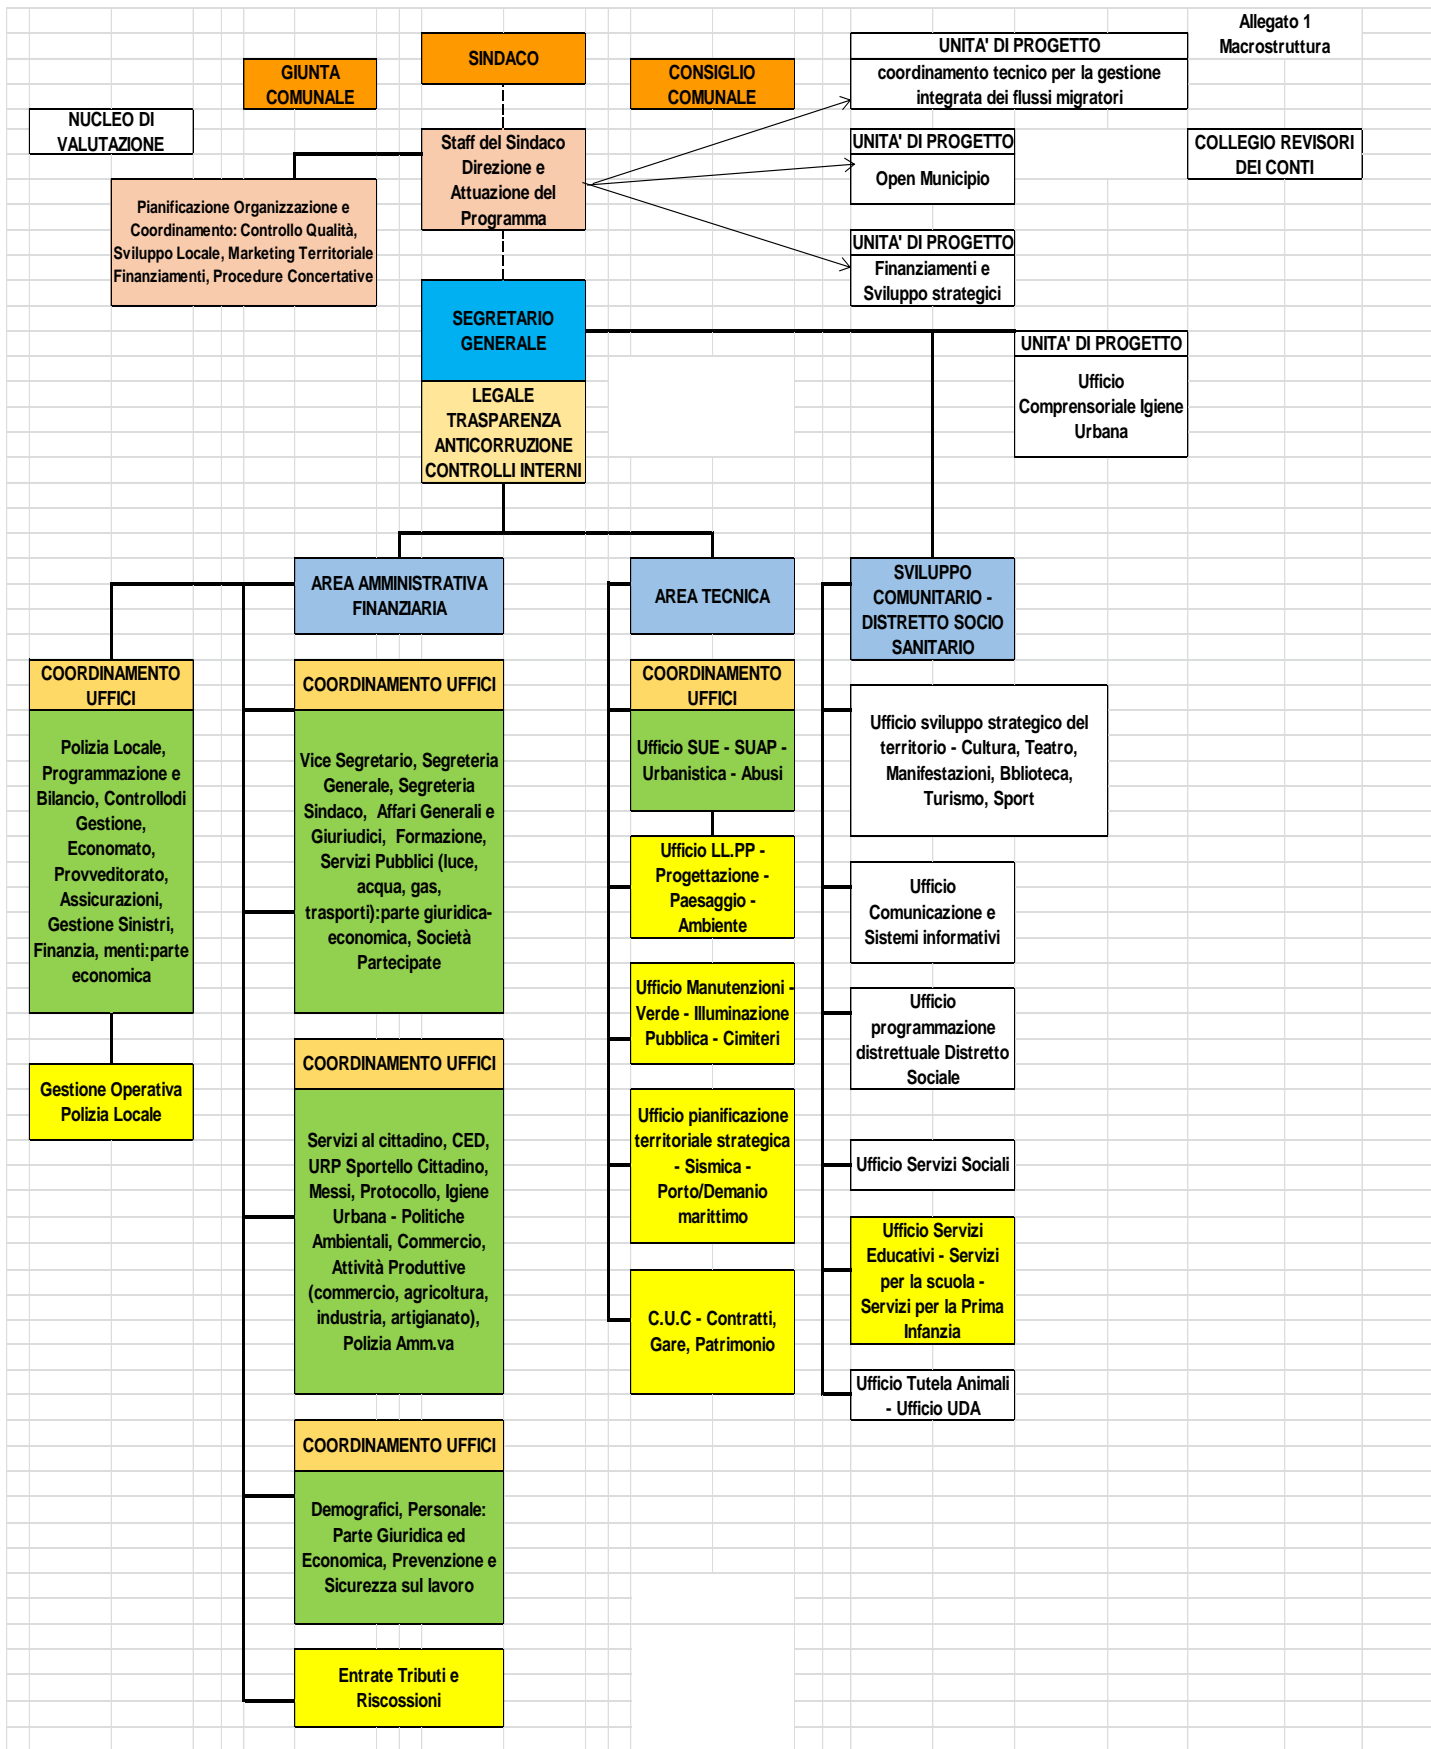 Allegato 1
Macrostruttura
SINDACO
GIUNTA
COMUNALE
CONSIGLIO
COMUNALE
UNITA' DI PROGETTO
coordinamento tecnico per la gestione
integrata dei flussi migratori
NUCLEO DI
VALUTAZIONE
Staff del Sindaco
Direzione e
Attuazione del
Programma
UNITA' DI PROGETTO
Open Municipio
COLLEGIO REVISORI
DEI CONTI
Pianificazione Organizzazione e
Coordinamento: Controllo Qualità,
Sviluppo Locale, Marketing Territoriale
Finanziamenti, Procedure Concertative
UNITA' DI PROGETTO
Finanziamenti e
Sviluppo strategici
SEGRETARIO
GENERALE
UNITA' DI PROGETTO
Ufficio
Comprensoriale Igiene
Urbana
LEGALE
TRASPARENZA
ANTICORRUZIONE
CONTROLLI INTERNI
AREA AMMINISTRATIVA
FINANZIARIA
AREA TECNICA
SVILUPPO
COMUNITARIO -
DISTRETTO SOCIO
SANITARIO
COORDINAMENTO
UFFICI
Polizia Locale,
Programmazione e
Bilancio, Controllodi
Gestione,
Economato,
Provveditorato,
Assicurazioni,
Gestione Sinistri,
Finanzia, menti:parte
economica
Gestione Operativa
Polizia Locale
COORDINAMENTO UFFICI
Vice Segretario, Segreteria
Generale, Segreteria
Sindaco,  Affari Generali e
Giuriudici,  Formazione,
Servizi Pubblici (luce,
acqua, gas,
trasporti):parte giuridica-
economica, Società
Partecipate
COORDINAMENTO UFFICI
Servizi al cittadino, CED,
URP Sportello Cittadino,
Messi, Protocollo, Igiene
Urbana - Politiche
Ambientali, Commercio,
Attività Produttive
(commercio, agricoltura,
industria, artigianato),
Polizia Amm.va
COORDINAMENTO UFFICI
Demografici, Personale:
Parte Giuridica ed
Economica, Prevenzione e
Sicurezza sul lavoro
Entrate Tributi e
Riscossioni
COORDINAMENTO
UFFICI
Ufficio SUE - SUAP -
Urbanistica - Abusi
Ufficio LL.PP -
Progettazione -
Paesaggio -
Ambiente
Ufficio Manutenzioni -
Verde - Illuminazione
Pubblica - Cimiteri
Ufficio pianificazione
territoriale strategica
- Sismica -
Porto/Demanio
marittimo
C.U.C - Contratti,
Gare, Patrimonio
Ufficio sviluppo strategico del
territorio - Cultura, Teatro,
Manifestazioni, Bblioteca,
Turismo, Sport
Ufficio
Comunicazione e
Sistemi informativi
Ufficio
programmazione
distrettuale Distretto
Sociale
Ufficio Servizi Sociali
Ufficio Servizi
Educativi - Servizi
per la scuola -
Servizi per la Prima
Infanzia
Ufficio Tutela Animali
- Ufficio UDA